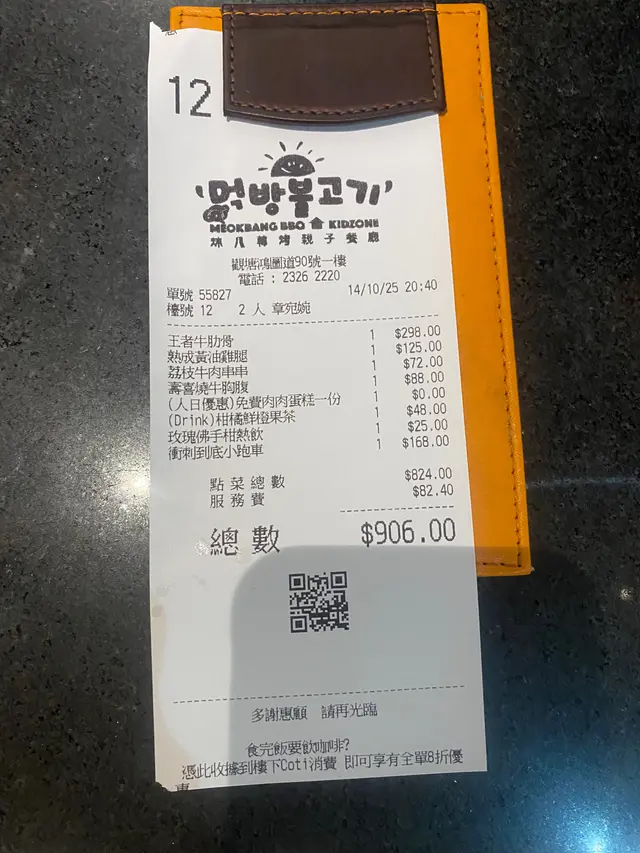 12
'먹방불고기'
MEOKBANG BBQ KIDZONE
炑八韓烤親子餐廳
觀塘鴻圖道90號一樓
電話 : 2326 2220
單號 55827 14/10/25 20:40
檯號 12 2 人 章宛婉
王者牛肋骨 1 $298.00
熟成黃油雞腿 1 $125.00
荔枝牛肉串串 1 $72.00
壽喜燒牛胸腹 1 $88.00
(人日優惠)免費肉肉蛋糕一份 1 $0.00
(Drink)柑橘鮮橙果茶 1 $48.00
玫瑰佛手柑熱飲 1 $25.00
衝刺到底小跑車 1 $168.00
點菜總數 $824.00
服務費 $82.40
總數 $906.00
多謝惠顧 請再光臨
食完飯要飲咖啡?
憑此收據到樓下Coti消費 即可享有全單8折優
惠